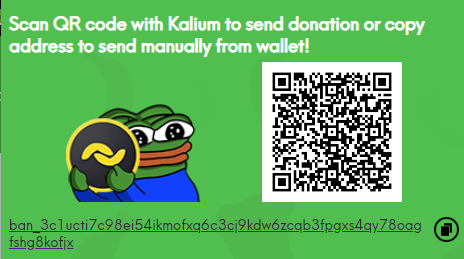 Scan QR code with Kalium to send donation or copy
address to send manually from wallet!
ban_3c1ucti7c98ei54ikmofxq6c3cj9kdw6zcqb3fpgxs4qy78oag
fshg8kofjx